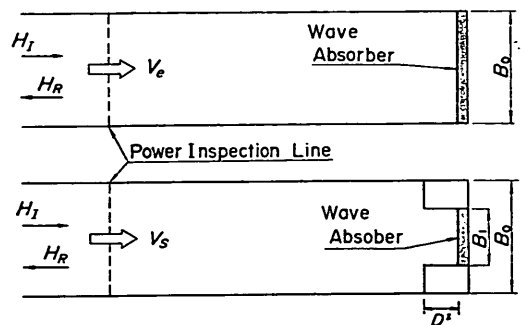 H_I
H_R
V_e
Wave
Absorber
B_0
Power Inspection Line
H_I
H_R
V_s
Wave
Absober
B_1
B_0